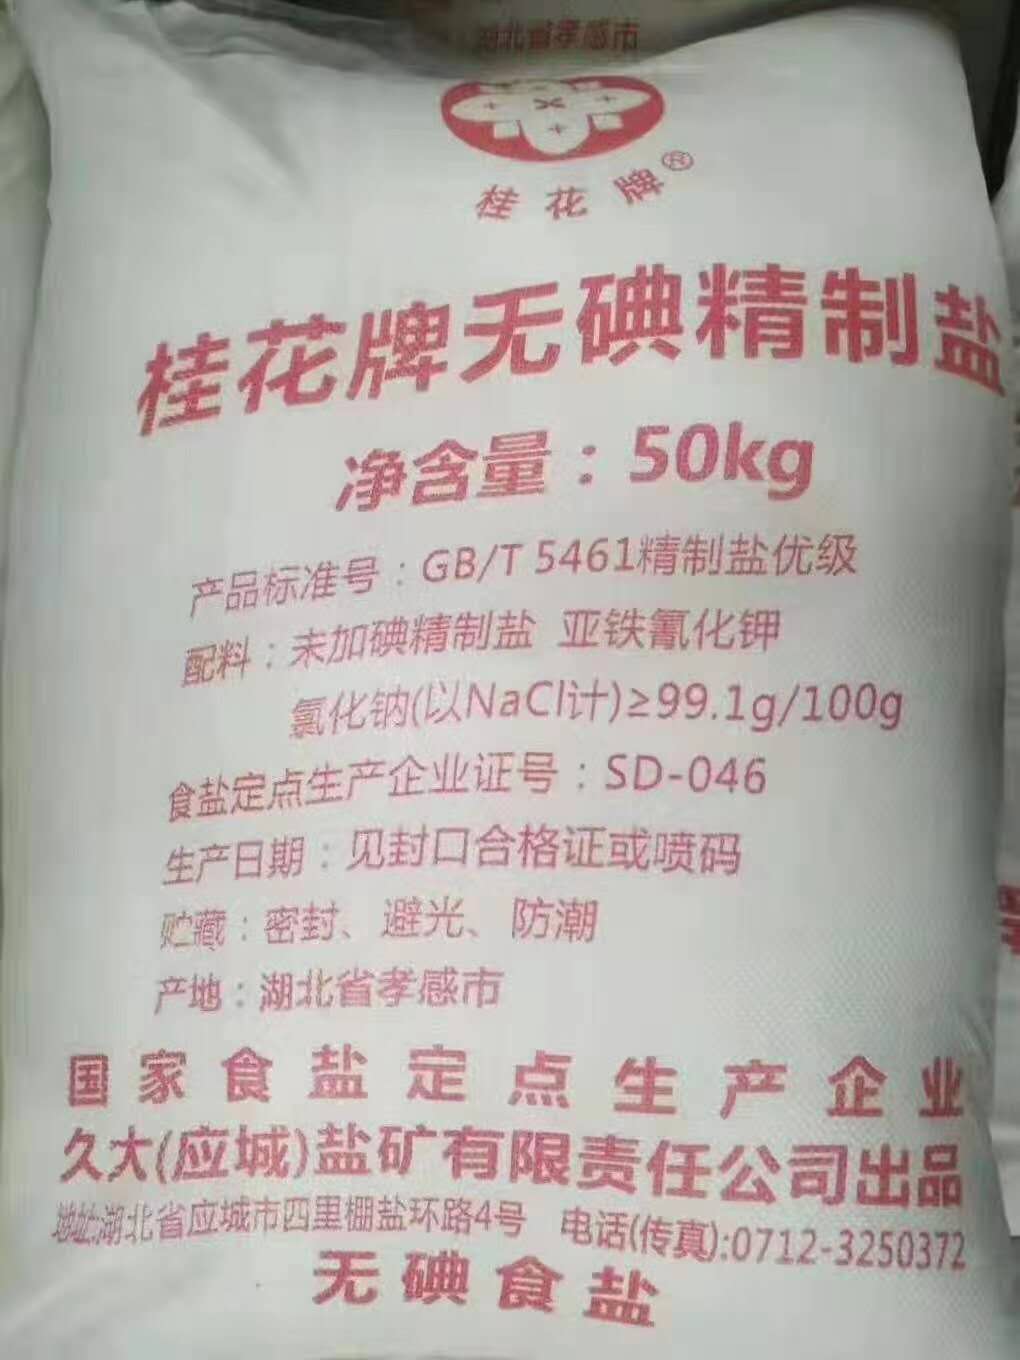 湖北省孝感市
桂花牌®
桂花牌无碘精制盐
净含量：50kg
产品标准号：GB/T 5461精制盐优级
配料：未加碘精制盐 亚铁氰化钾
氯化钠(以NaCl计)≥99.1g/100g
食盐定点生产企业证号：SD-046
生产日期：见封口合格证或喷码
贮藏：密封、避光、防潮
产地：湖北省孝感市
国家食盐定点生产企业
久大(应城)盐矿有限责任公司出品
地址:湖北省应城市四里棚盐环路4号 电话(传真):0712-3250372
无碘食盐